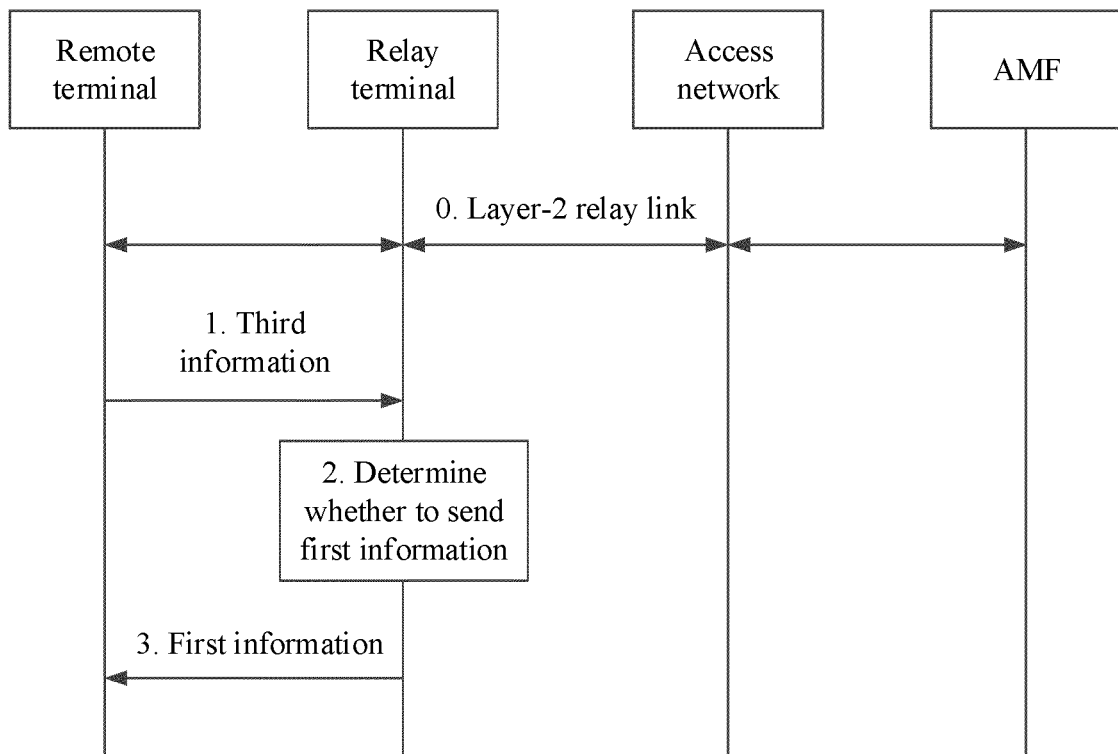 Remote
terminal
Relay
terminal
Access
network
AMF
0. Layer-2 relay link
1. Third
information
2. Determine
whether to send
first information
3. First information